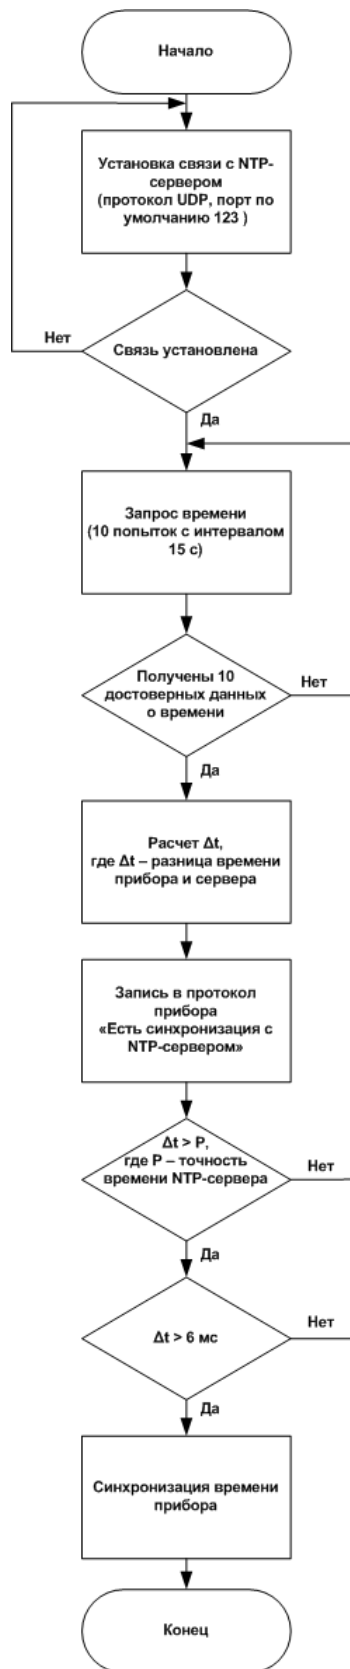 Начало
Установка связи с NTP-
сервером
(протокол UDP, порт по
умолчанию 123 )
Нет
Связь установлена
Да
Запрос времени
(10 попыток с интервалом
15 с)
Получены 10
достоверных данных
о времени
Нет
Да
Расчет Δt,
где Δt – разница времени
прибора и сервера
Запись в протокол
прибора
«Есть синхронизация с
NTP-сервером»
Δt > P,
где P – точность
времени NTP-сервера
Нет
Да
Δt > 6 мс
Нет
Да
Синхронизация времени
прибора
Конец